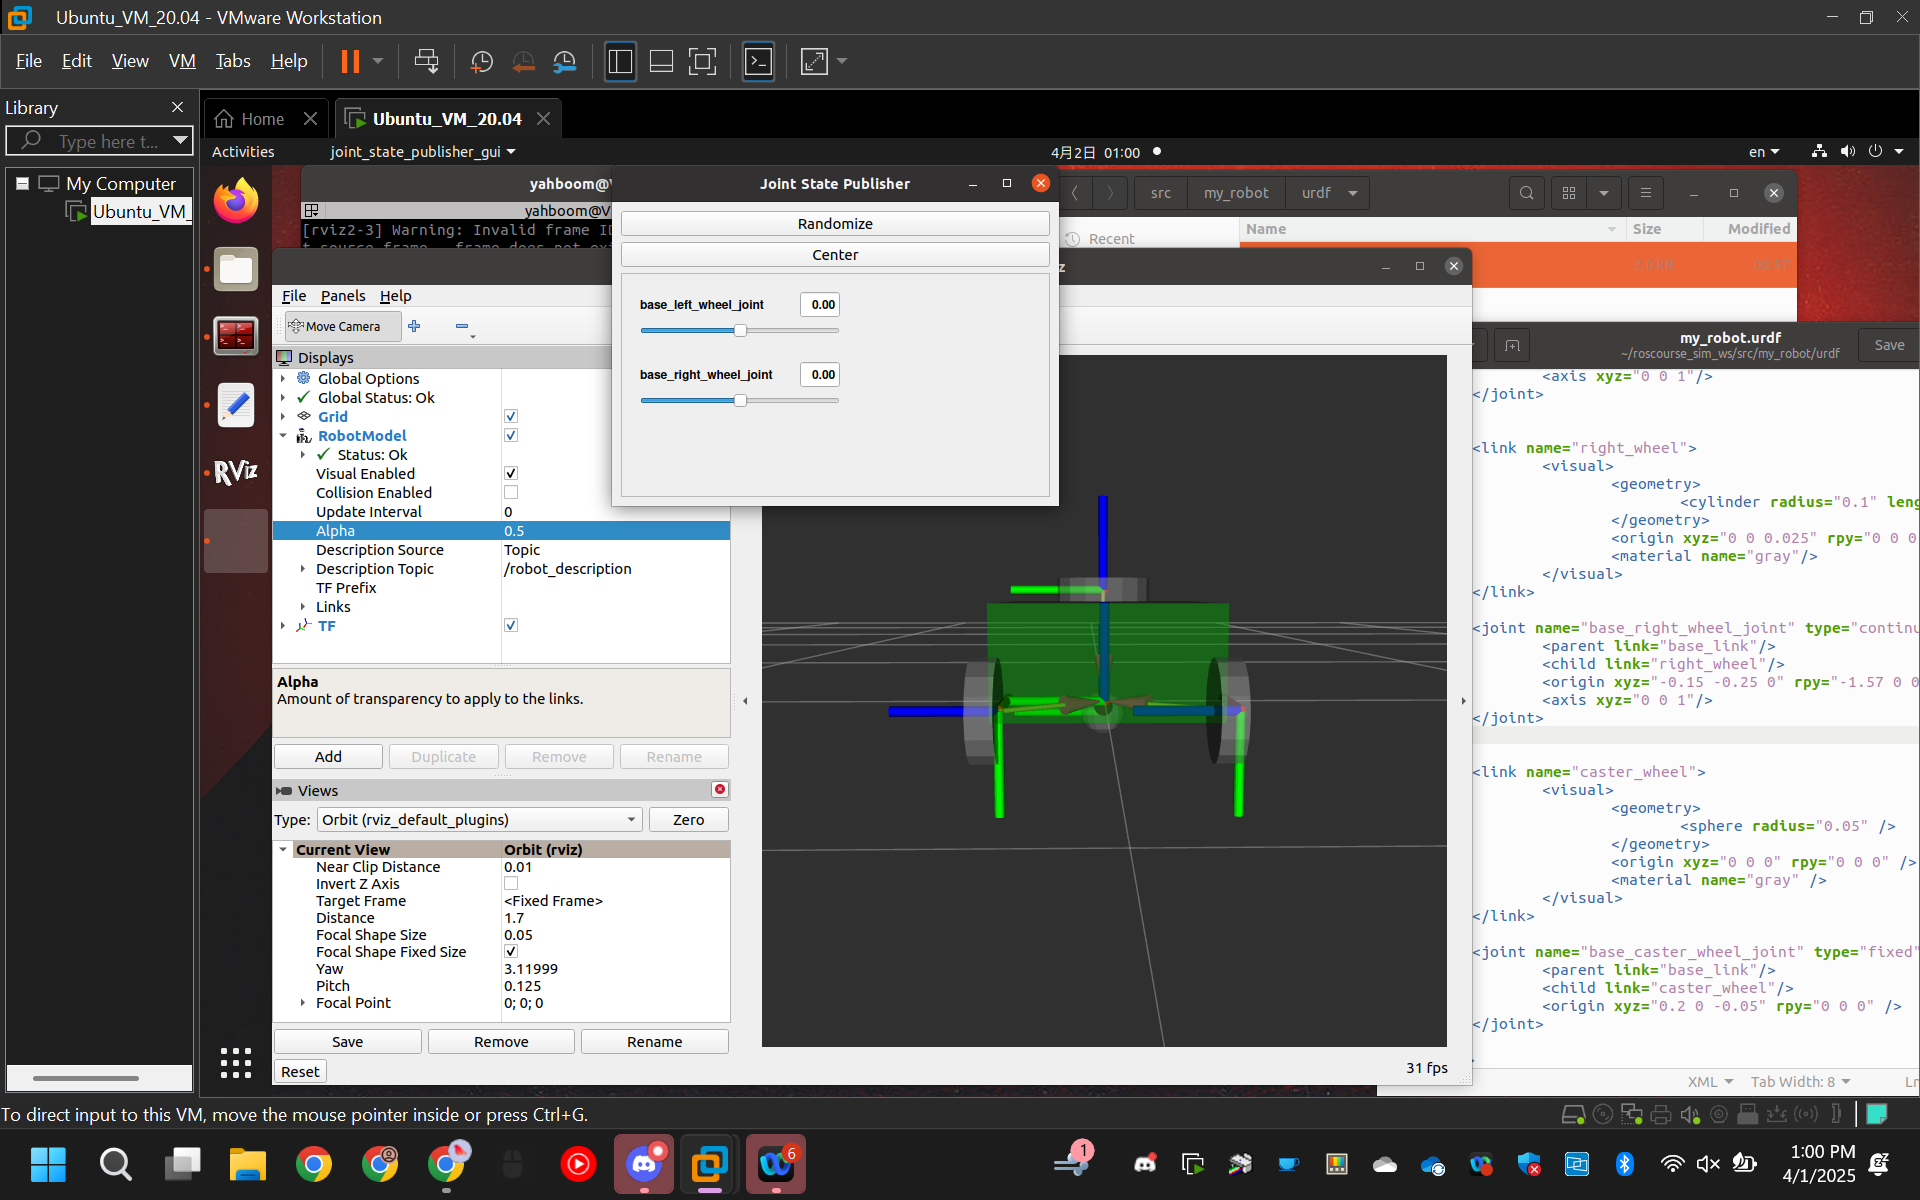 Ubuntu_VM_20.04 - VMware Workstation
File Edit View VM Tabs Help
Library
Type here t...
My Computer
Ubuntu_VM_
Home
Ubuntu_VM_20.04
Activities
joint_state_publisher_gui
4月2日 01:00
en
yahboom@V
yahboom@V
[rviz2-3] Warning: Invalid frame ID
Joint State Publisher
Randomize
Center
base_left_wheel_joint 0.00
base_right_wheel_joint 0.00
src my_robot urdf
Recent
Name Size Modified
z
File Panels Help
Move Camera
Displays
Global Options
Global Status: Ok
Grid
RobotModel
Status: Ok
Visual Enabled
Collision Enabled
Update Interval 0
Alpha 0.5
Description Source Topic
Description Topic /robot_description
TF Prefix
Links
TF
Alpha
Amount of transparency to apply to the links.
Add Duplicate Remove Rename
Views
Type: Orbit (rviz_default_plugins) Zero
Current View Orbit (rviz)
Near Clip Distance 0.01
Invert Z Axis
Target Frame <Fixed Frame>
Distance 1.7
Focal Shape Size 0.05
Focal Shape Fixed Size
Yaw 3.11999
Pitch 0.125
Focal Point 0; 0; 0
Save Remove Rename
Reset
31 fps
RViz
my_robot.urdf
~/roscourse_sim_ws/src/my_robot/urdf
Save
<axis xyz="0 0 1"/>
</joint>
<link name="right_wheel">
<visual>
<geometry>
<cylinder radius="0.1" leng
</geometry>
<origin xyz="0 0 0.025" rpy="0 0 0
<material name="gray"/>
</visual>
</link>
<joint name="base_right_wheel_joint" type="continu
<parent link="base_link"/>
<child link="right_wheel"/>
<origin xyz="-0.15 -0.25 0" rpy="-1.57 0 0
<axis xyz="0 0 1"/>
</joint>
<link name="caster_wheel">
<visual>
<geometry>
<sphere radius="0.05" />
</geometry>
<origin xyz="0 0 0" rpy="0 0 0" />
<material name="gray" />
</visual>
</link>
<joint name="base_caster_wheel_joint" type="fixed"
<parent link="base_link"/>
<child link="caster_wheel"/>
<origin xyz="0.2 0 -0.05" rpy="0 0 0" />
</joint>
XML Tab Width: 8 Ln
To direct input to this VM, move the mouse pointer inside or press Ctrl+G.
6
1
1:00 PM
4/1/2025